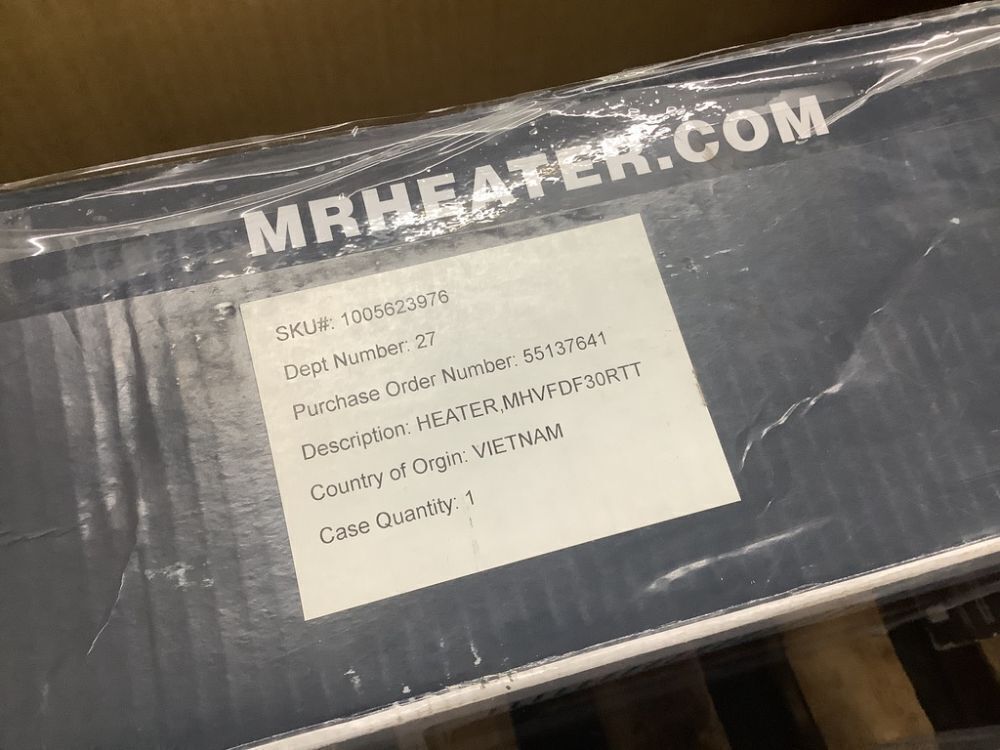 MRHEATER.COM
SKU#: 1005623976
Dept Number: 27
Purchase Order Number: 55137641
Description: HEATER,MHVFDF30RTT
Country of Orgin: VIETNAM
Case Quantity: 1